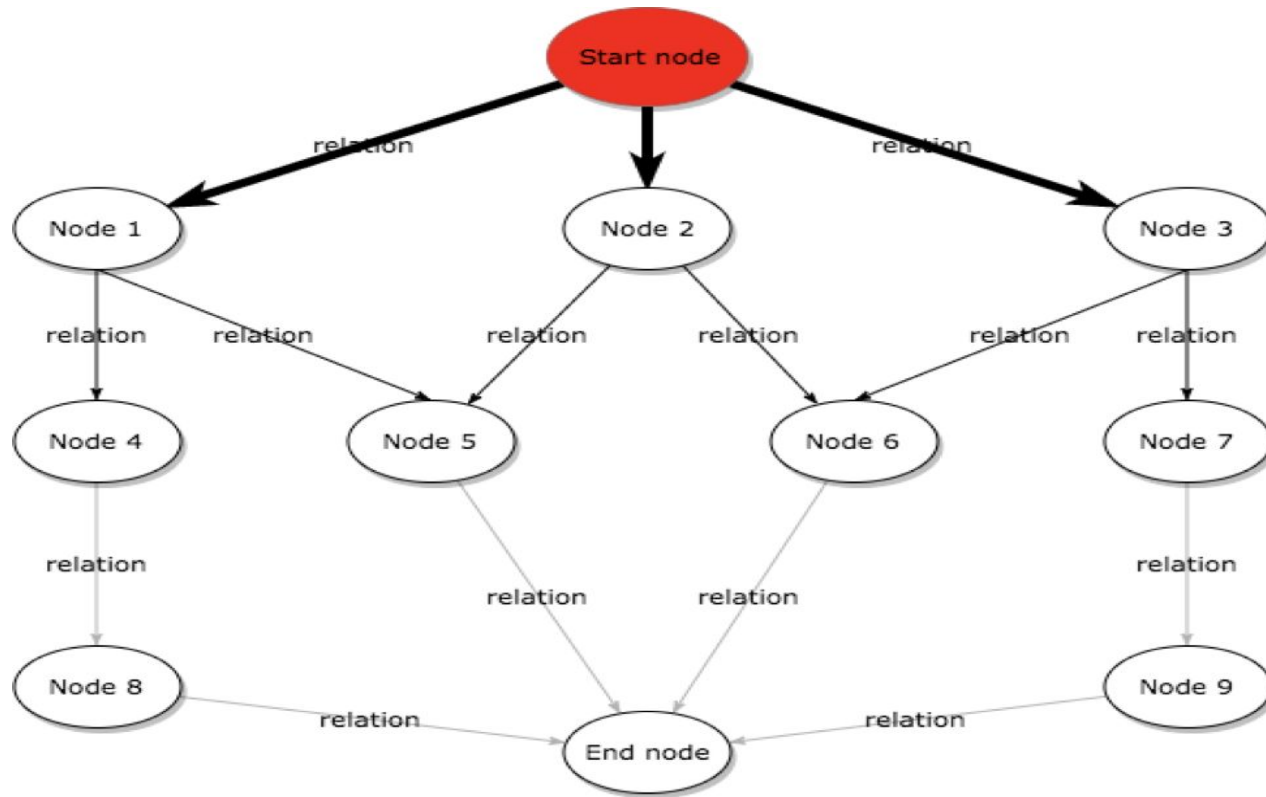 Start node
relation
relation
Node 1
Node 2
Node 3
relation
relation
relation
relation
relation
relation
Node 4
Node 5
Node 6
Node 7
relation
relation
relation
relation
Node 8
Node 9
relation
relation
End node